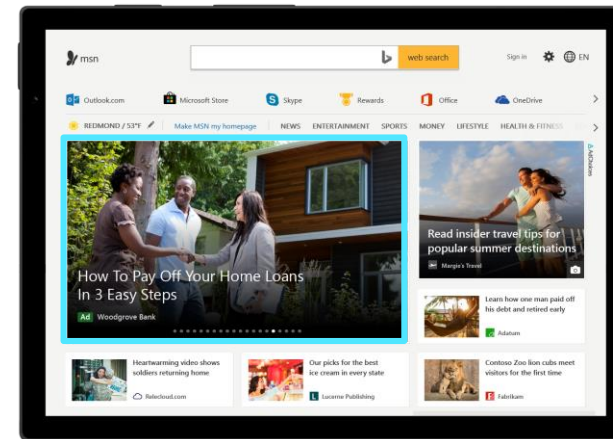 msn
web search
Sign in
EN
Outlook.com
Microsoft Store
Skype
Rewards
Office
OneDrive
REDMOND / 53°F
Make MSN my homepage
NEWS
ENTERTAINMENT
SPORTS
MONEY
LIFESTYLE
HEALTH & FITNESS
AdChoices
How To Pay Off Your Home Loans
In 3 Easy Steps
Ad Woodgrove Bank
Read insider travel tips for
popular summer destinations
Margie's Travel
Learn how one man paid off
his debt and retired early
Adatum
Heartwarming video shows
soldiers returning home
Relecloud.com
Our picks for the best
ice cream in every state
Lucerne Publishing
Contoso Zoo lion cubs meet
visitors for the first time
Fabrikam